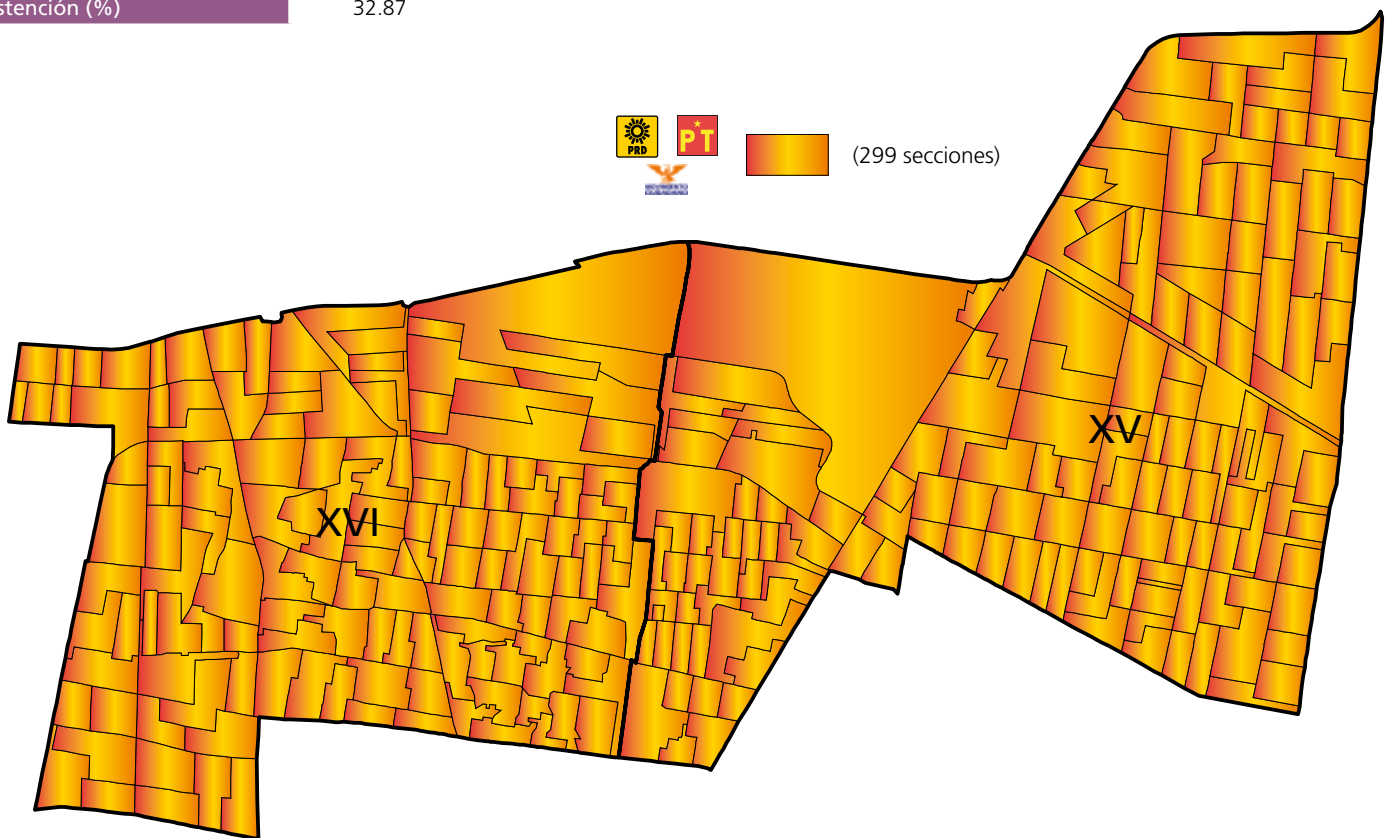 stención (%) 32.87
PRD PT (299 secciones)
XV
XVI